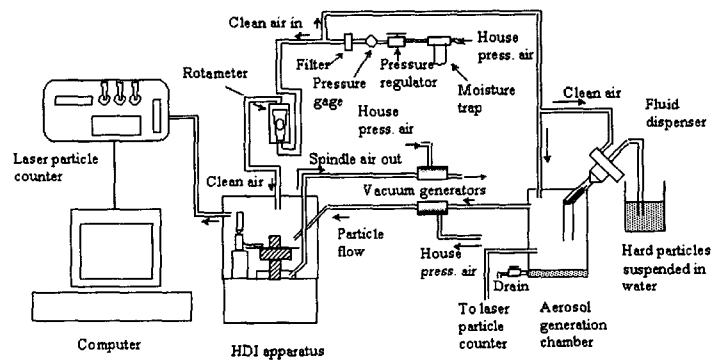 Clean air in
House
press. air
Filter
Pressure
gage
Pressure
regulator
Moisture
trap
Rotameter
House
press. air
Clean air
Fluid
dispenser
Laser particle
counter
Clean air
Spindle air out
Vacuum generators
Particle
flow
House
press. air
Drain
Hard particles
suspended in
water
To laser
particle
counter
Aerosol
generation
chamber
Computer
HDI apparatus